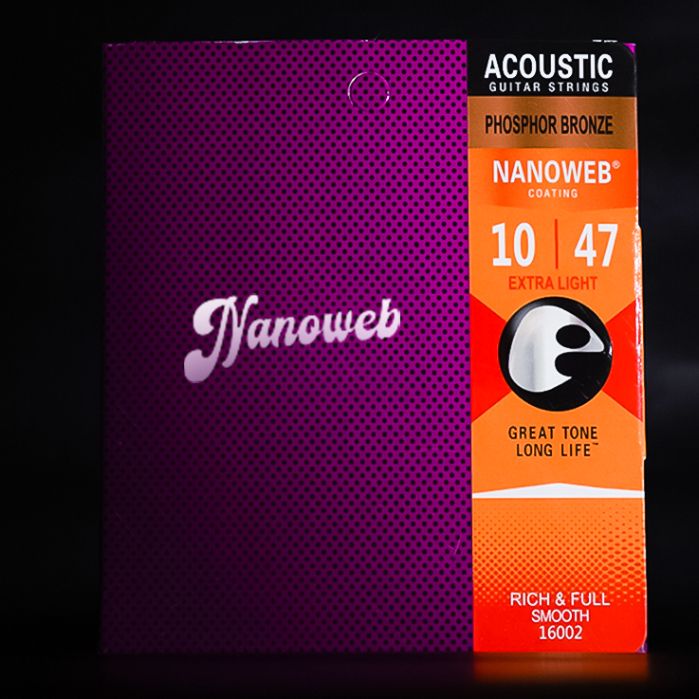 Nanoweb
ACOUSTIC
GUITAR STRINGS
PHOSPHOR BRONZE
NANOWEB®
COATING
10 | 47
EXTRA LIGHT
GREAT TONE
LONG LIFE™
RICH & FULL
SMOOTH
16002